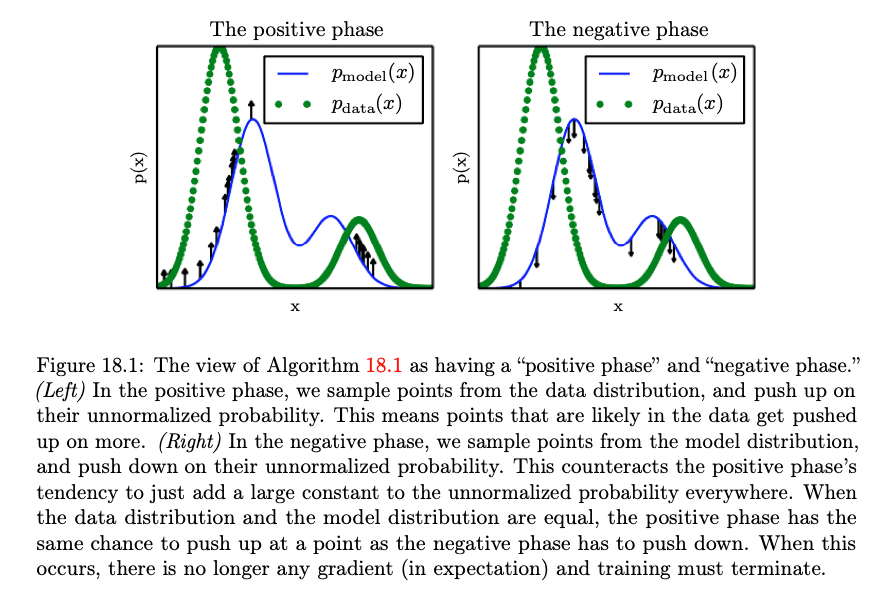 The positive phase
p_model(x)
p_data(x)
p(x)
x
The negative phase
p_model(x)
p_data(x)
p(x)
x
Figure 18.1: The view of Algorithm 18.1 as having a “positive phase” and “negative phase.”
(Left) In the positive phase, we sample points from the data distribution, and push up on
their unnormalized probability. This means points that are likely in the data get pushed
up on more. (Right) In the negative phase, we sample points from the model distribution,
and push down on their unnormalized probability. This counteracts the positive phase’s
tendency to just add a large constant to the unnormalized probability everywhere. When
the data distribution and the model distribution are equal, the positive phase has the
same chance to push up at a point as the negative phase has to push down. When this
occurs, there is no longer any gradient (in expectation) and training must terminate.